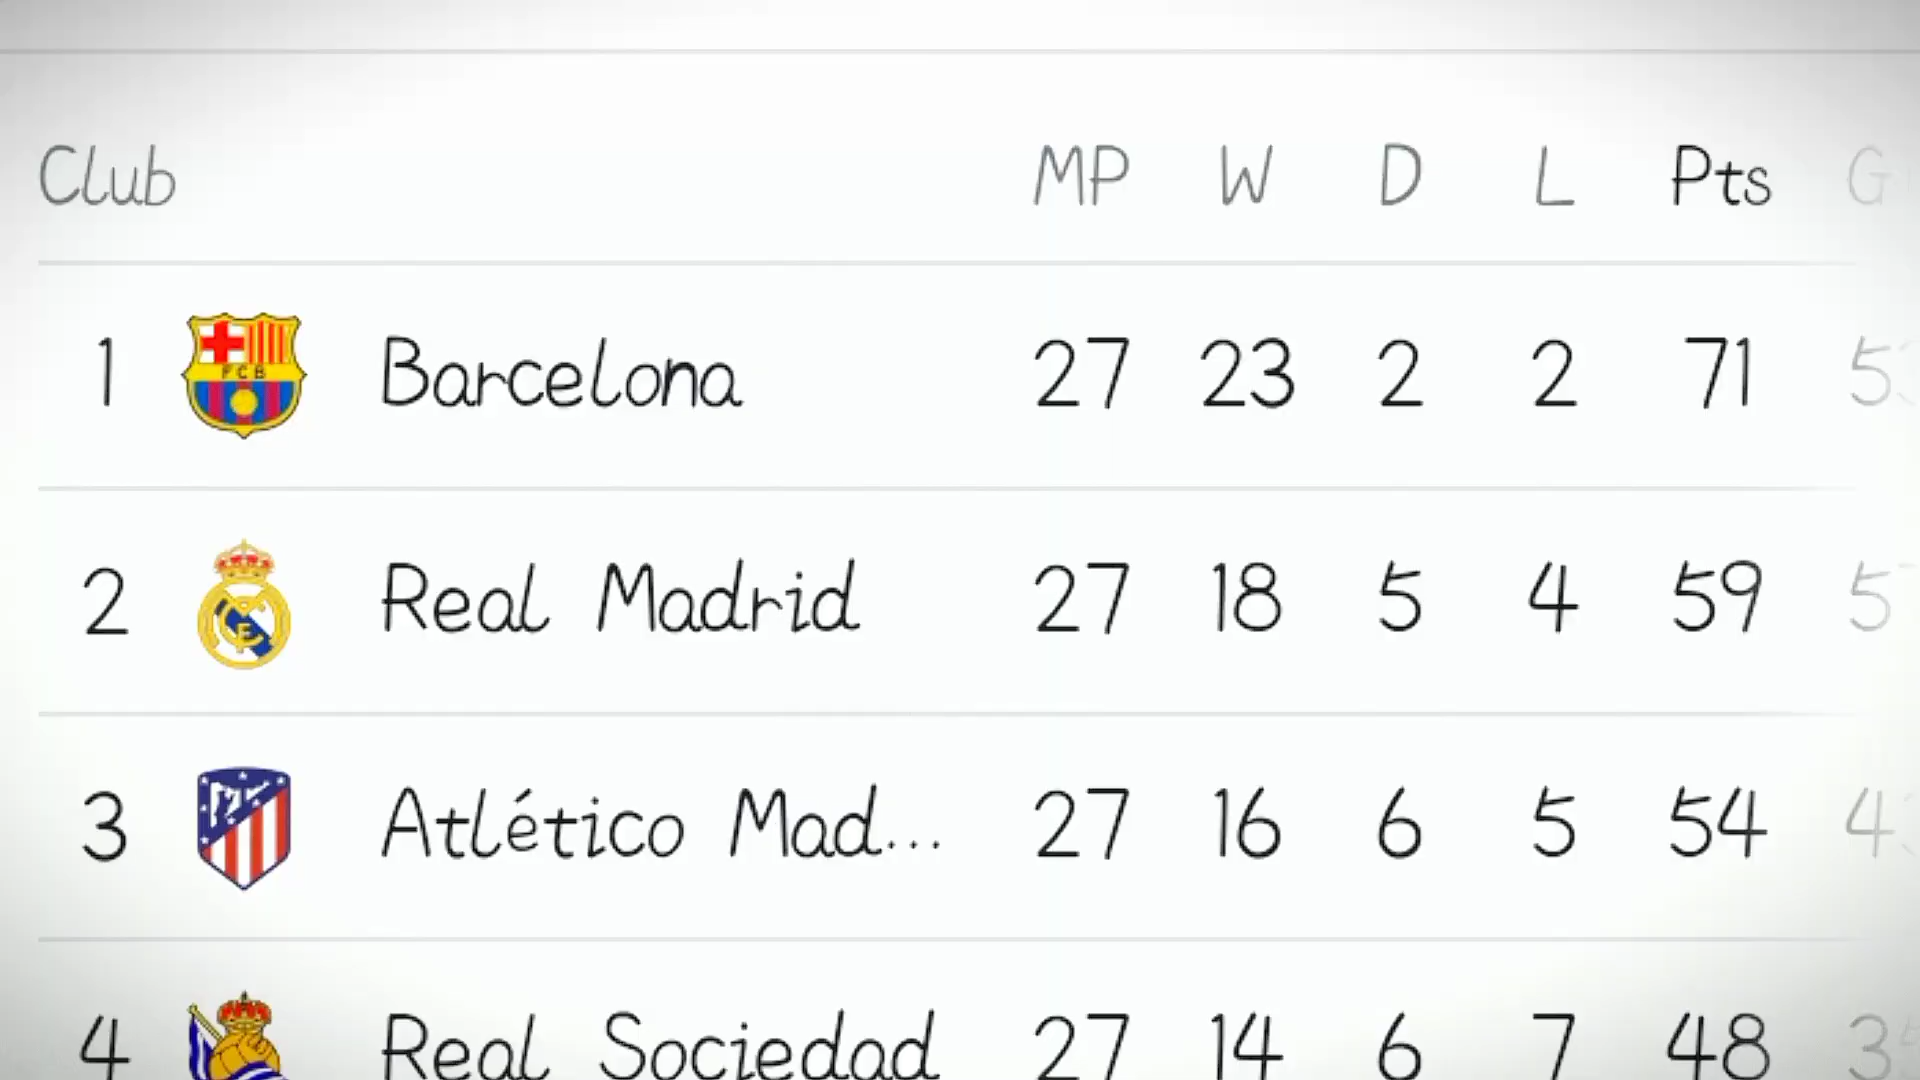 Club MP W D L Pts G
1 FCB Barcelona 27 23 2 2 71
2 Real Madrid 27 18 5 4 59
3 Atlético Mad... 27 16 6 5 54
4 Real Sociedad 27 14 6 7 48